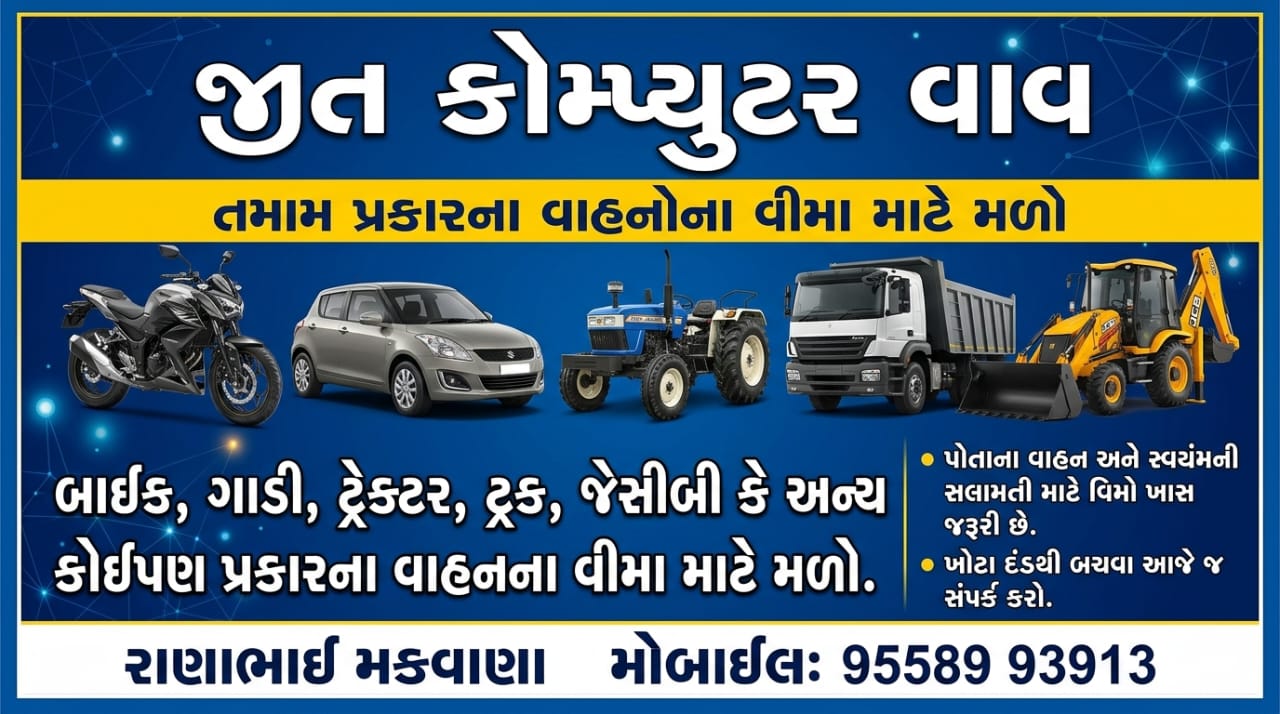 જીત કોમ્પ્યુટર વાવ
તમામ પ્રકારના વાહનોના વીમા માટે મળો
JCB
બાઈક, ગાડી, ટ્રેક્ટર, ટ્રક, જેસીબી કે અન્ય
કોઈપણ પ્રકારના વાહનના વીમા માટે મળો.
• પોતાના વાહન અને સ્વયંમની
સલામતી માટે વિમો ખાસ
જરૂરી છે.
• ખોટા દંડથી બચવા આજે જ
સંપર્ક કરો.
રાણાભાઈ મકવાણા મોબાઈલઃ 95589 93913